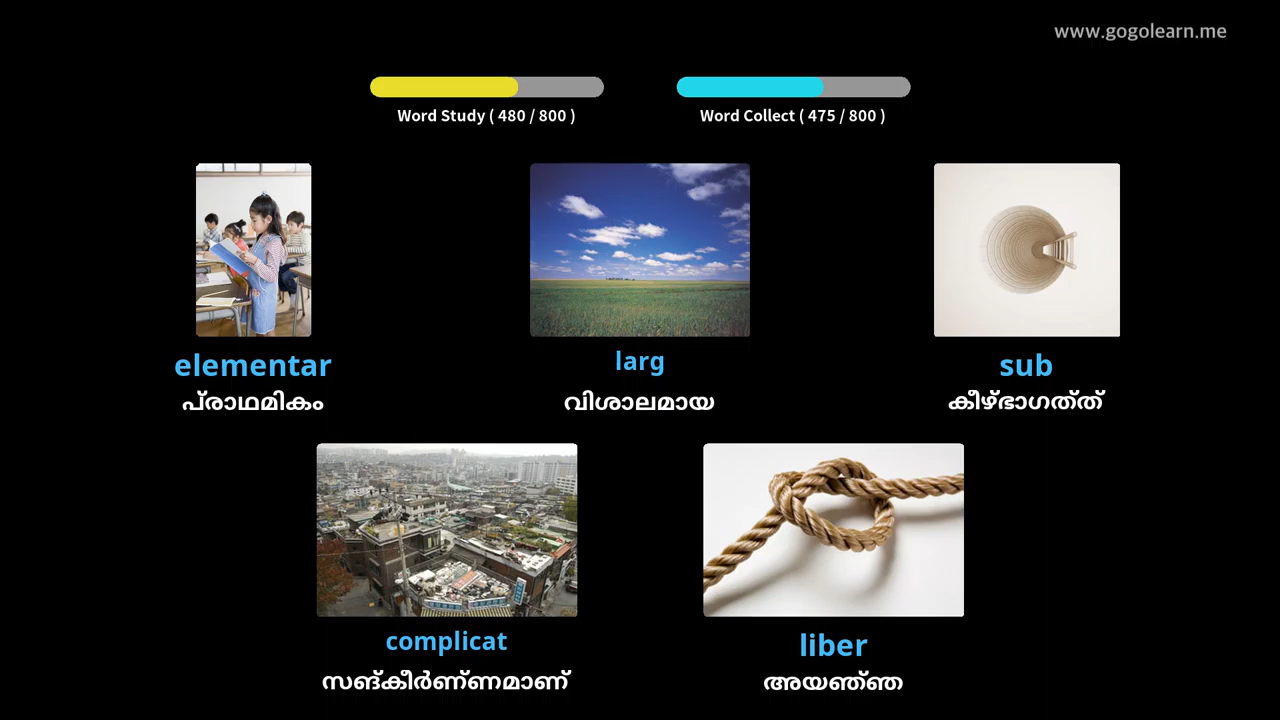 www.gogolearn.me
Word Study ( 480 / 800 )
Word Collect ( 475 / 800 )
elementar
larg
sub
പ്രാഥമികം
വിശാലമായ
കീഴ്ഭാഗത്ത്
complicat
liber
സങ്കീർണ്ണമാണ്
അയഞ്ഞ